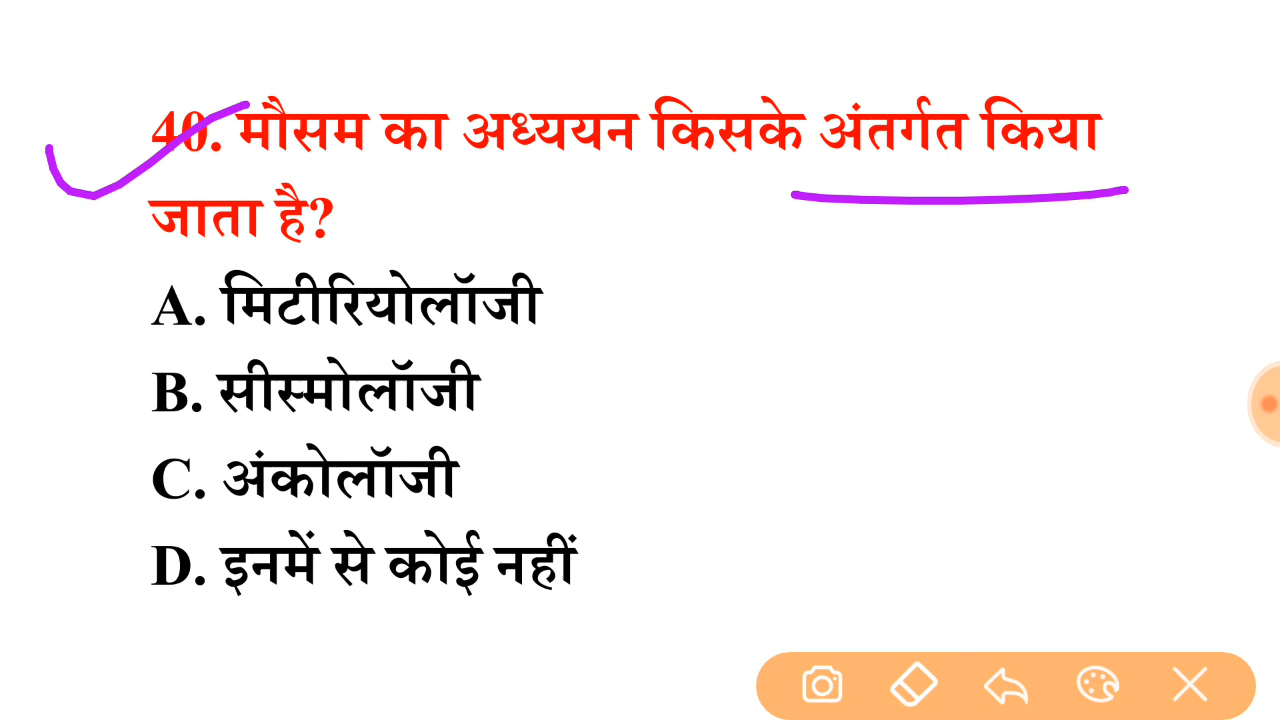 40. मौसम का अध्ययन किसके अंतर्गत किया
जाता है?
A. मिटीरियोलॉजी
B. सीस्मोलॉजी
C. अंकोलॉजी
D. इनमें से कोई नहीं